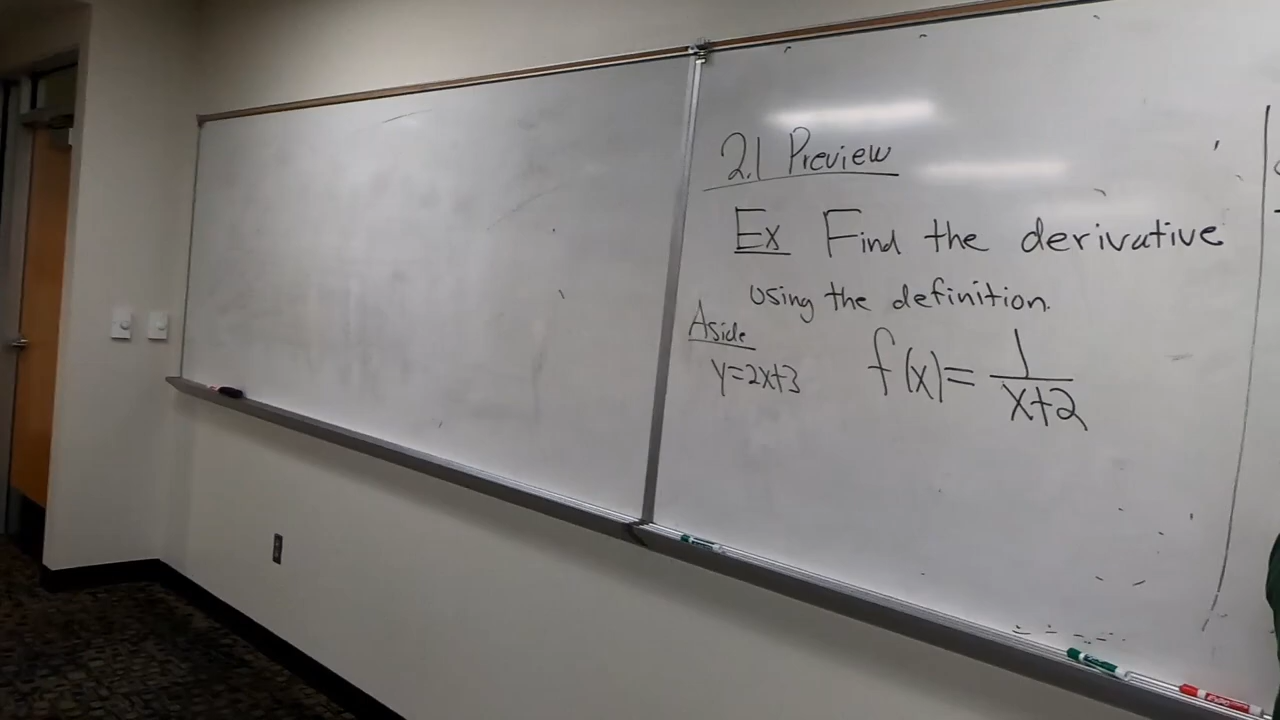 2.1 Preview
Ex Find the derivative
using the definition.
Aside
y=2x+3
f(x)= 1/(x+2)